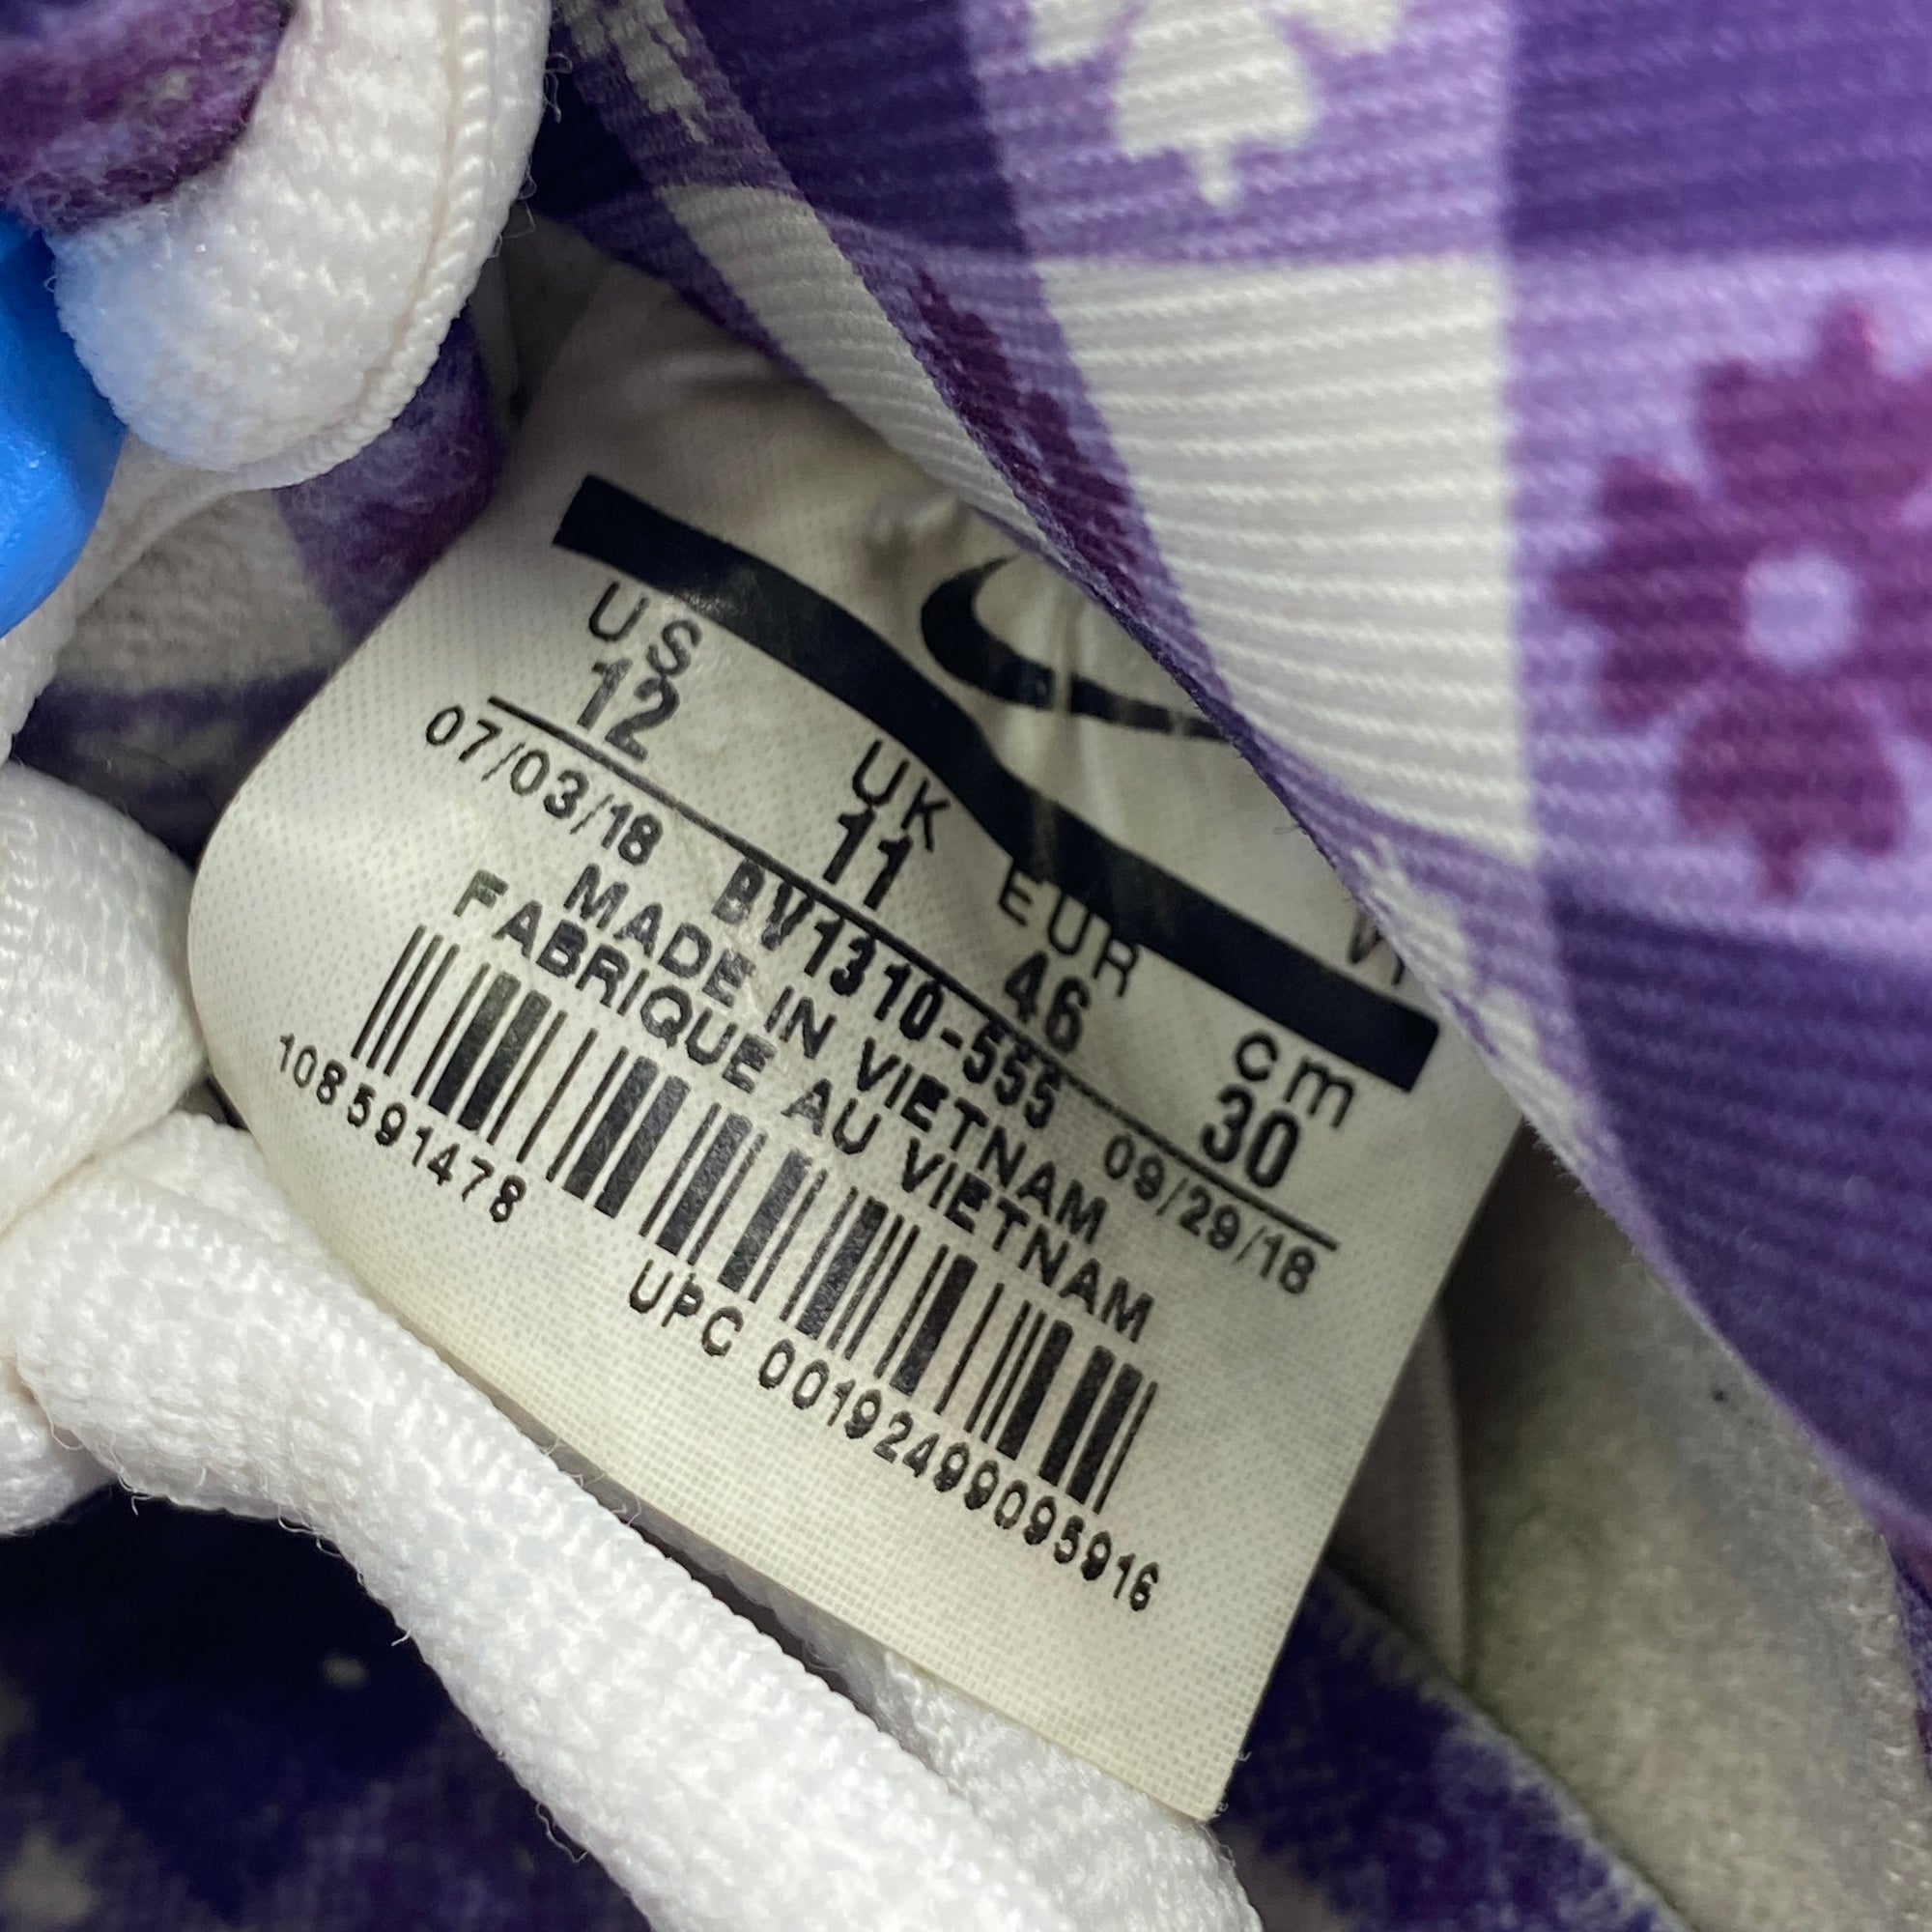 US UK EUR cm
12 11 46 30
07/03/18 BV1310-555 09/29/18
MADE IN VIETNAM
FABRIQUE AU VIETNAM
108591478
UPC 00192499095916